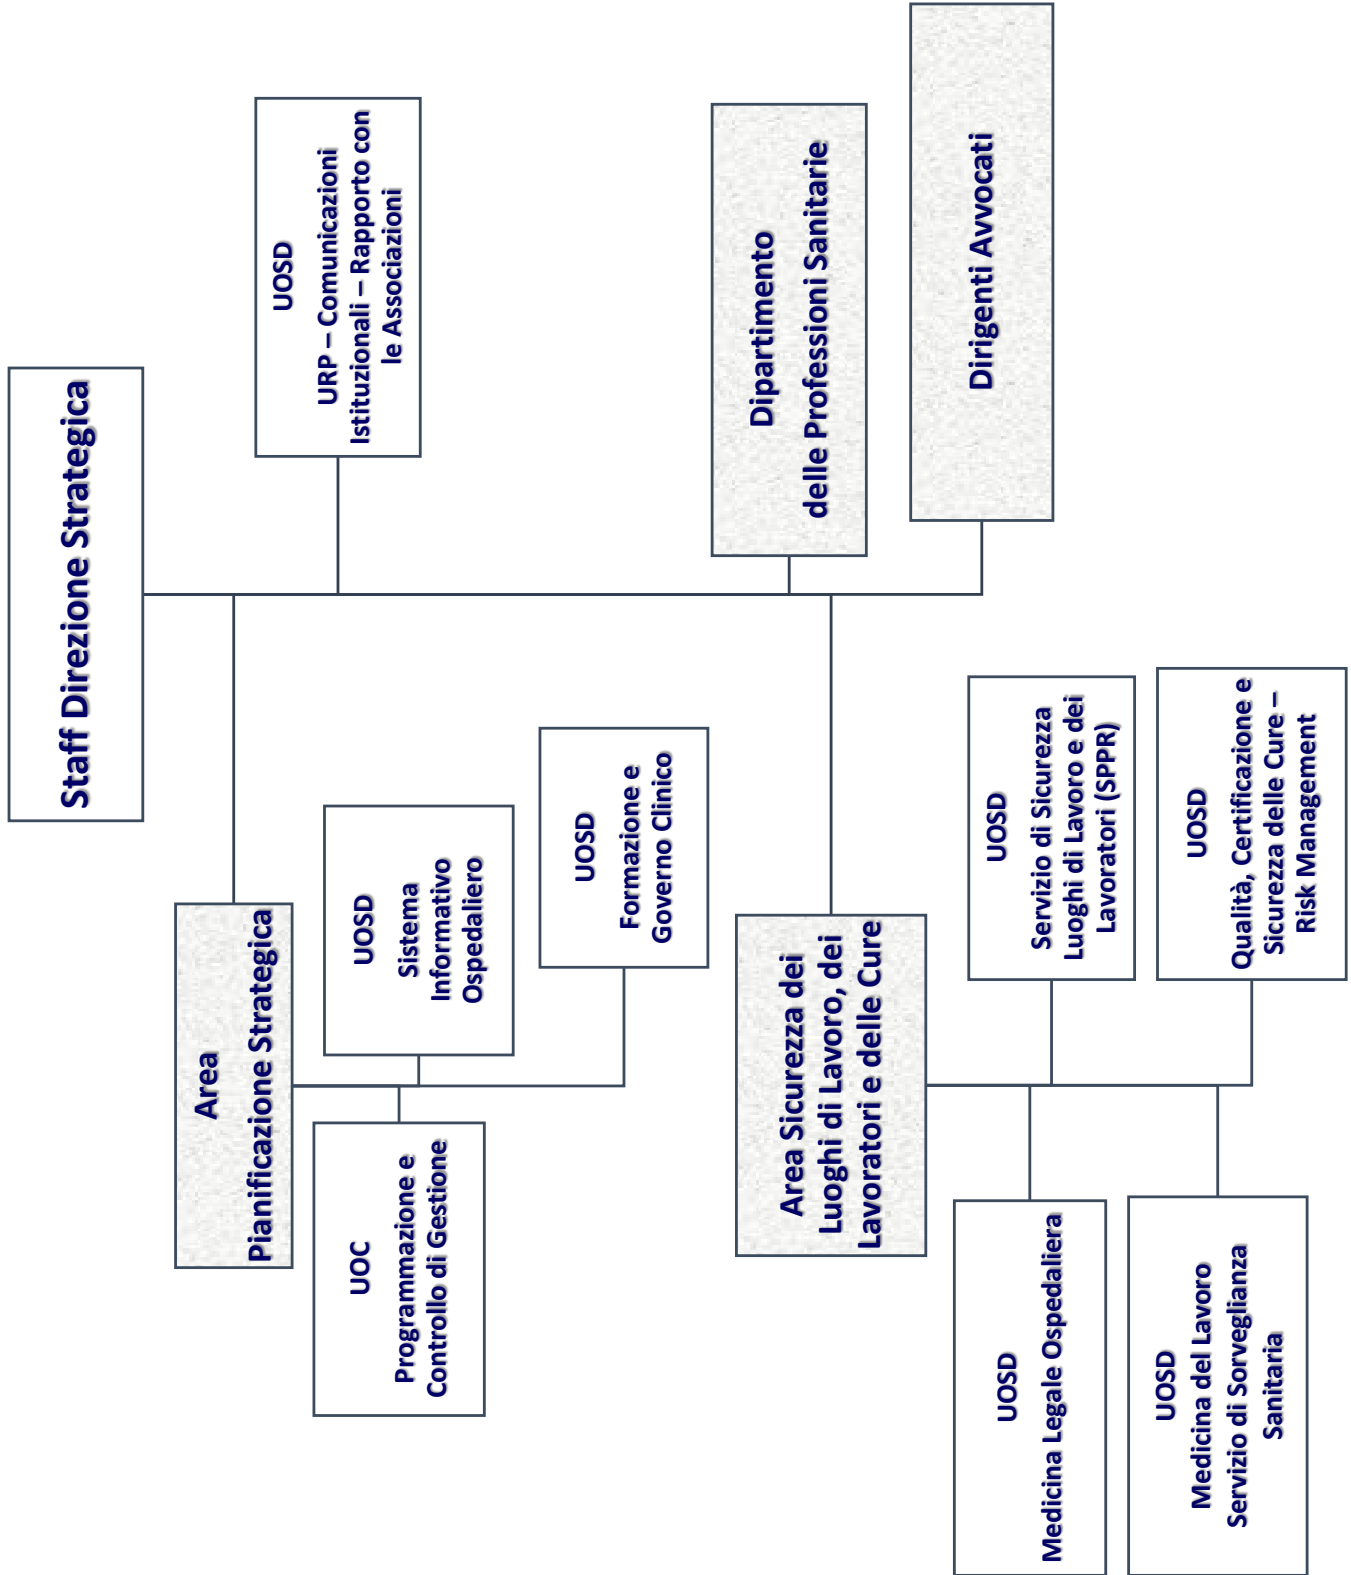 Staff Direzione Strategica
Area
Pianificazione Strategica
UOSD
URP – Comunicazioni
Istituzionali – Rapporto con
le Associazioni
UOC
Programmazione e
Controllo di Gestione
UOSD
Sistema
Informativo
Ospedaliero
UOSD
Formazione e
Governo Clinico
Dipartimento
delle Professioni Sanitarie
Area Sicurezza dei
Luoghi di Lavoro, dei
Lavoratori e delle Cure
Dirigenti Avvocati
UOSD
Medicina Legale Ospedaliera
UOSD
Servizio di Sicurezza
Luoghi di Lavoro e dei
Lavoratori (SPPR)
UOSD
Medicina del Lavoro
Servizio di Sorveglianza
Sanitaria
UOSD
Qualità, Certificazione e
Sicurezza delle Cure –
Risk Management